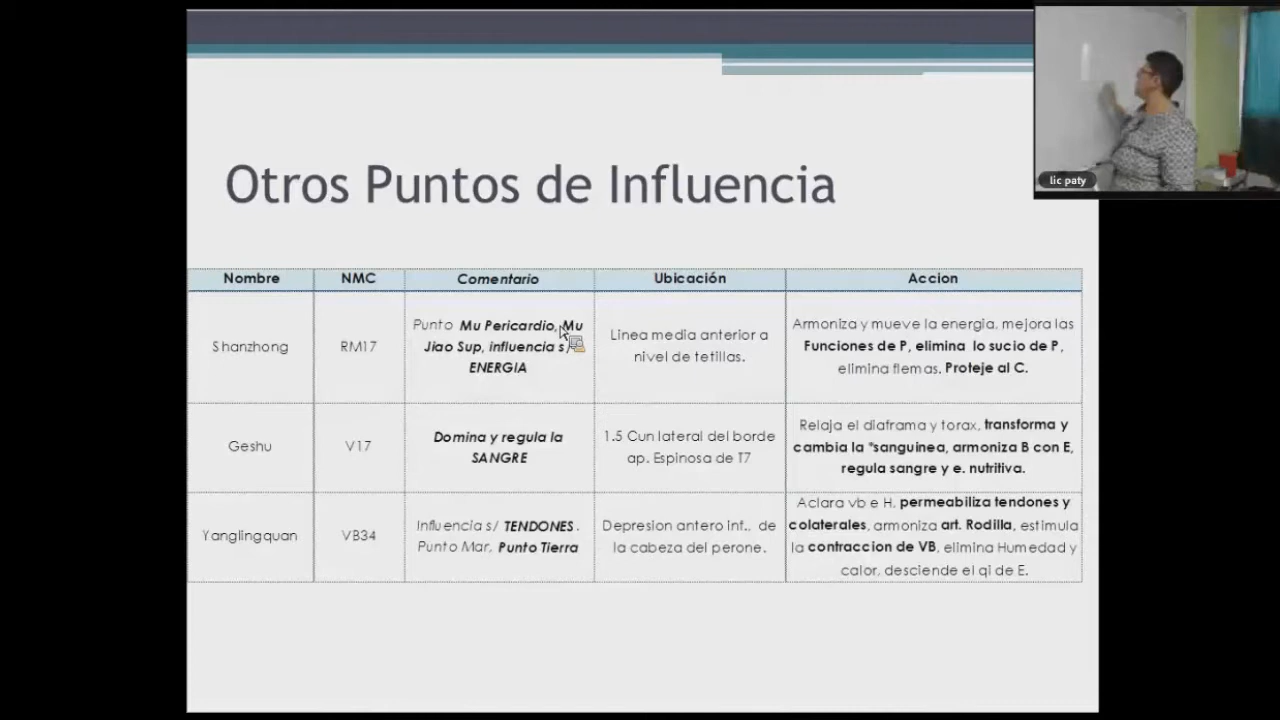 lic paty
Otros Puntos de Influencia
Nombre NMC Comentario Ubicación Accion
Shanzhong
RM17
Punto Mu Pericardio, Mu
Jiao Sup, influencia s/
ENERGIA
Linea media anterior a
nivel de tetillas.
Armoniza y mueve la energia, mejora las
Funciones de P, elimina lo sucio de P,
elimina flemas. Proteje al C.
Geshu
V17
Domina y regula la
SANGRE
1.5 Cun lateral del borde
ap. Espinosa de T7
Relaja el diaframa y torax, transforma y
cambia la *sanguinea, armoniza B con E,
regula sangre y e. nutritiva.
Yanglingquan
VB34
Influencia s/ TENDONES.
Punto Mar, Punto Tierra
Depresion antero inf., de
la cabeza del perone.
Aclara vb e H, permeabiliza tendones y
colaterales, armoniza art. Rodilla, estimula
la contraccion de VB, elimina Humedad y
calor, desciende el qi de E.